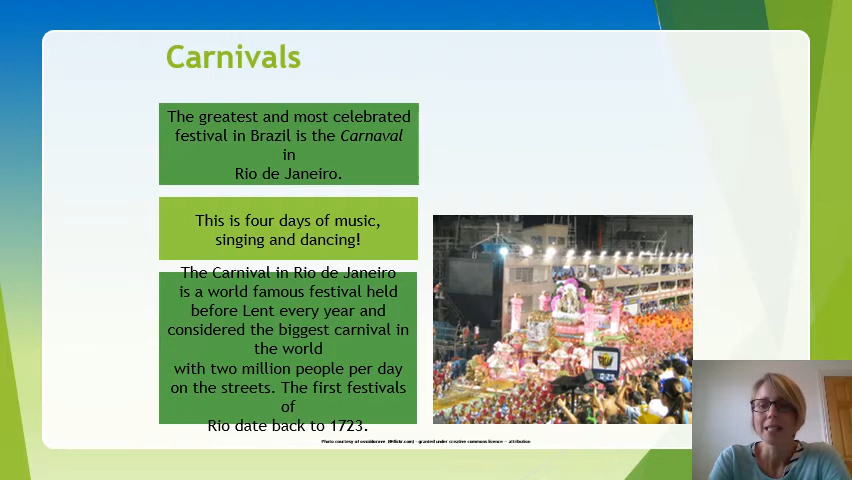 Carnivals
The greatest and most celebrated
festival in Brazil is the Carnaval
in
Rio de Janeiro.
This is four days of music,
singing and dancing!
The Carnival in Rio de Janeiro
is a world famous festival held
before Lent every year and
considered the biggest carnival in
the world
with two million people per day
on the streets. The first festivals
of
Rio date back to 1723.